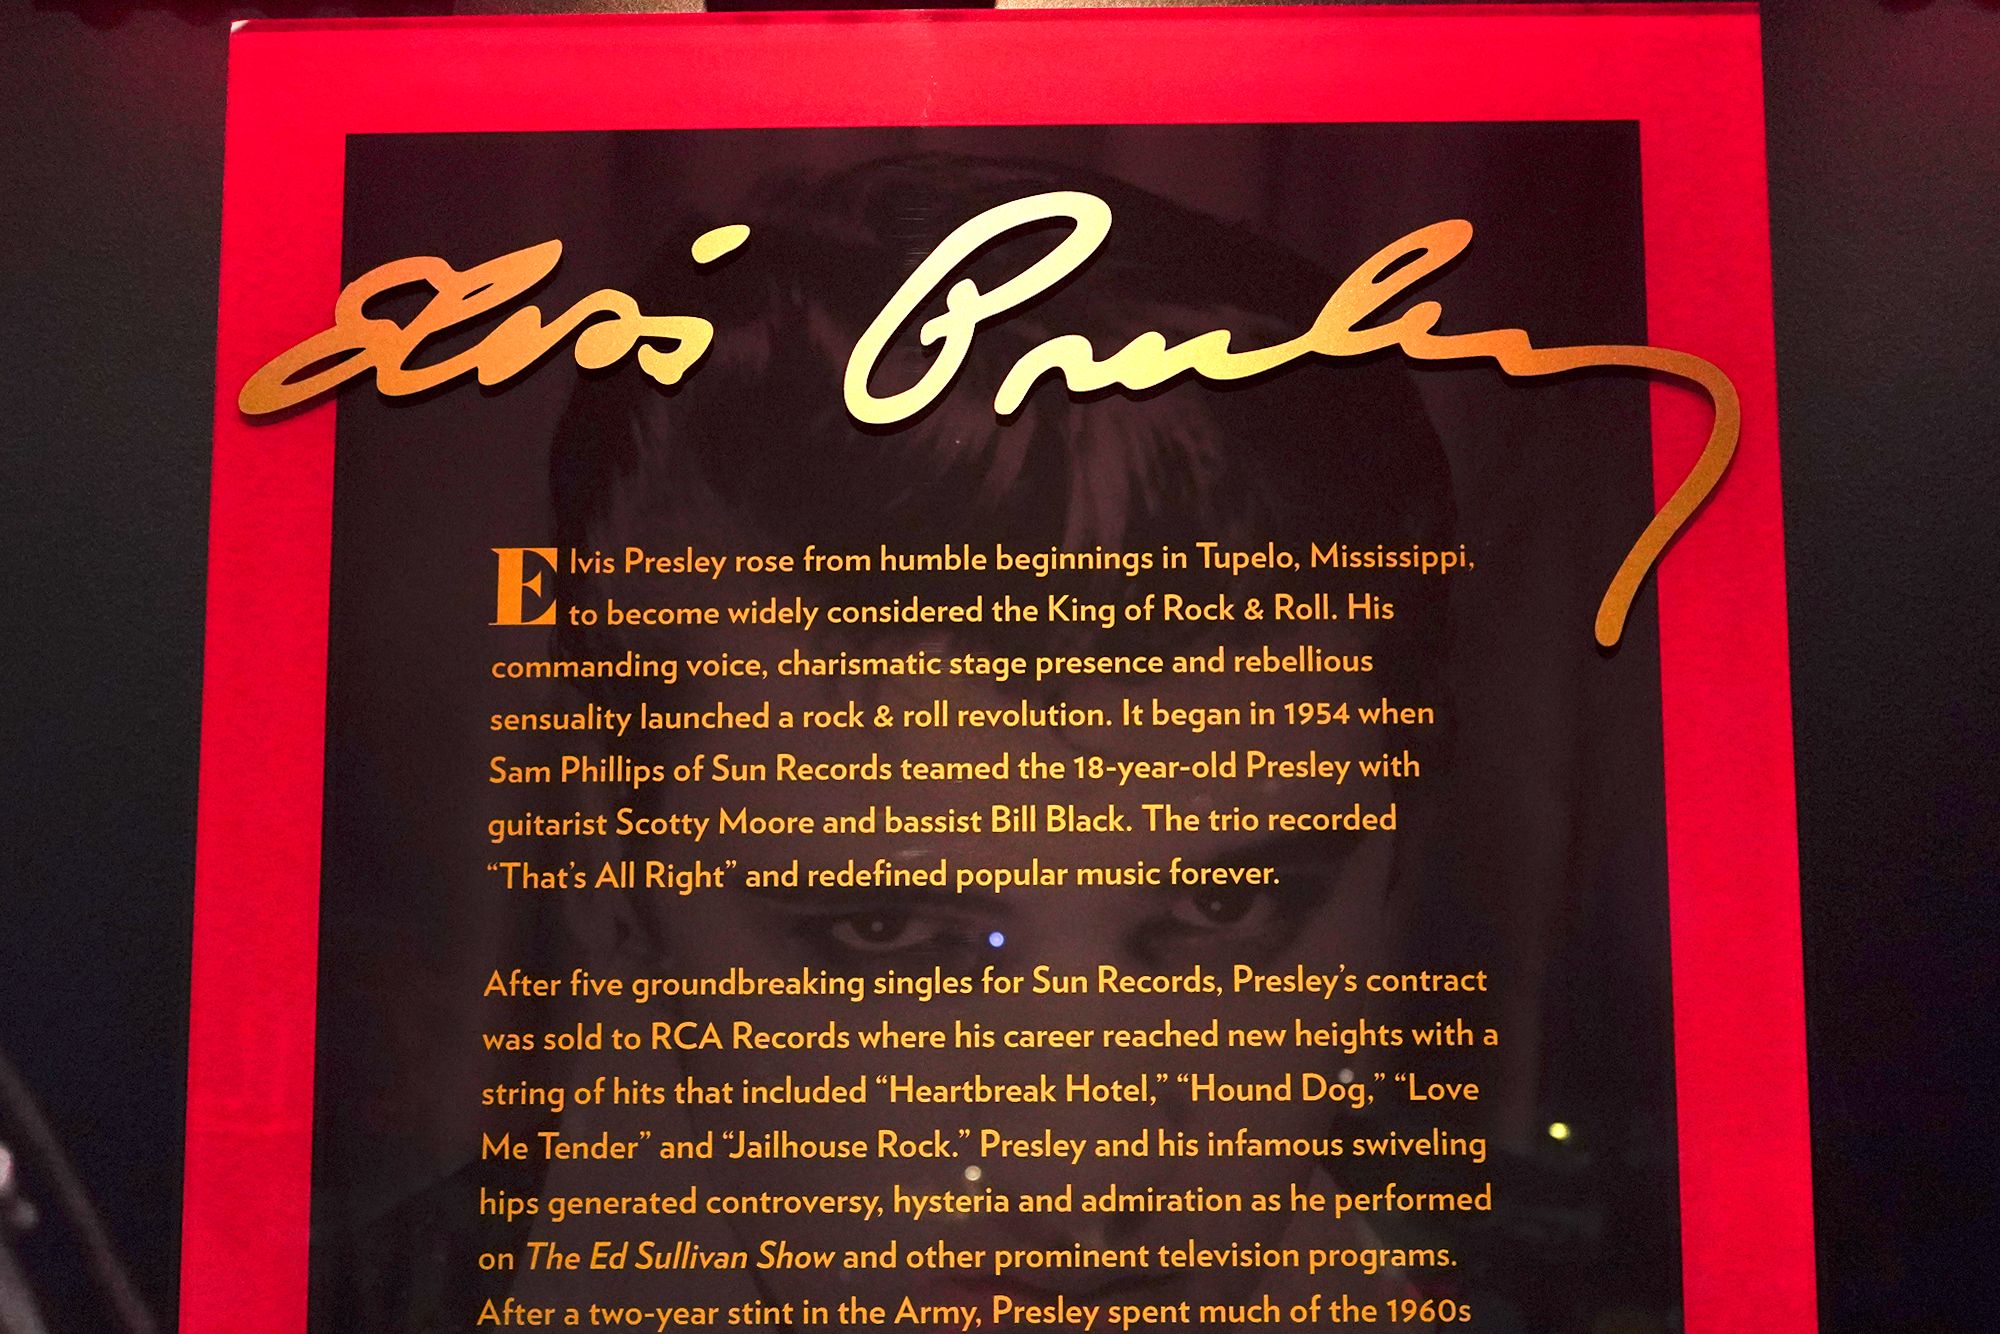 Elvis Presley
Elvis Presley rose from humble beginnings in Tupelo, Mississippi,
to become widely considered the King of Rock & Roll. His
commanding voice, charismatic stage presence and rebellious
sensuality launched a rock & roll revolution. It began in 1954 when
Sam Phillips of Sun Records teamed the 18-year-old Presley with
guitarist Scotty Moore and bassist Bill Black. The trio recorded
“That’s All Right” and redefined popular music forever.
After five groundbreaking singles for Sun Records, Presley’s contract
was sold to RCA Records where his career reached new heights with a
string of hits that included “Heartbreak Hotel,” “Hound Dog,” “Love
Me Tender” and “Jailhouse Rock.” Presley and his infamous swiveling
hips generated controversy, hysteria and admiration as he performed
on The Ed Sullivan Show and other prominent television programs.
After a two-year stint in the Army, Presley spent much of the 1960s